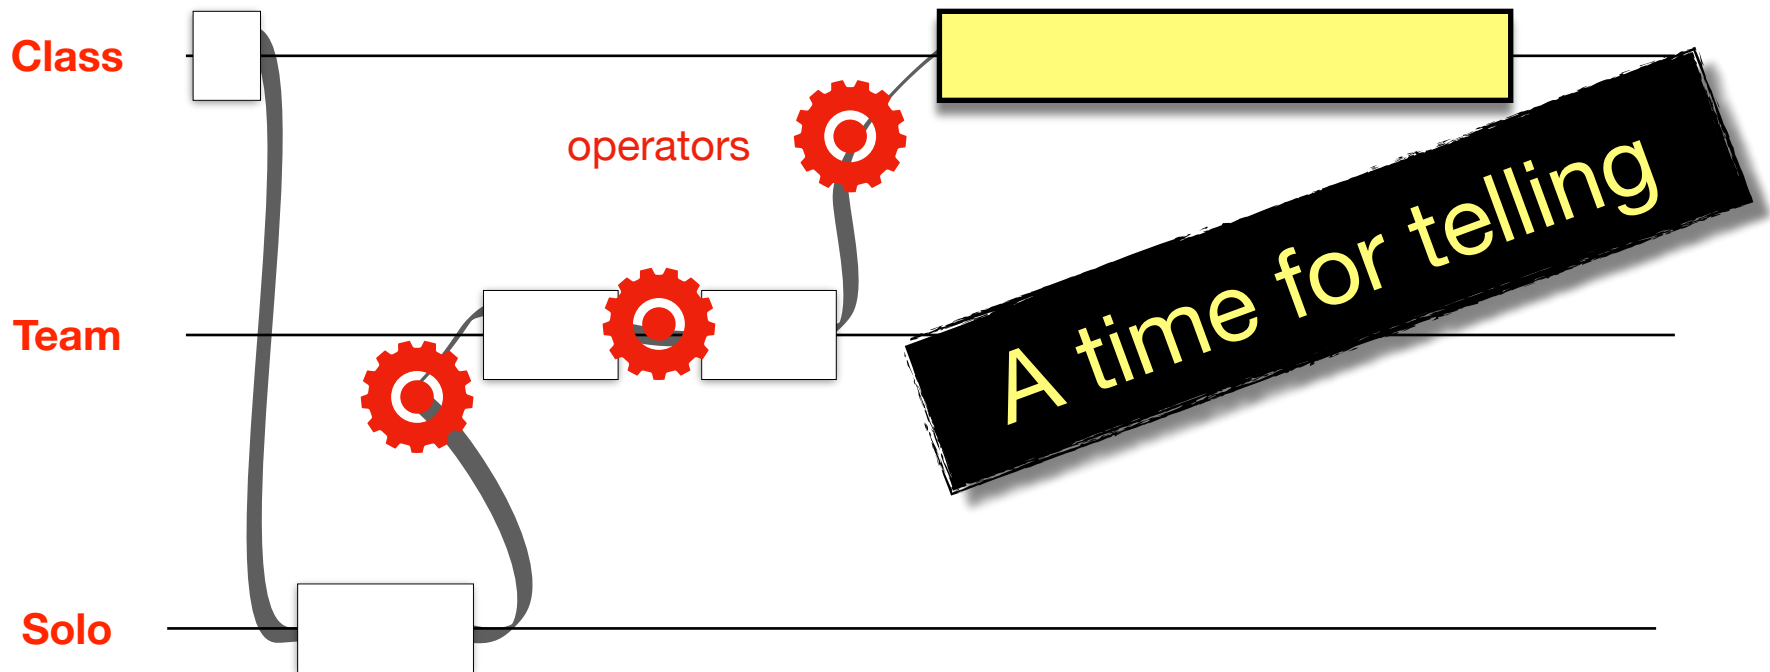 Class
operators
A time for telling
Team
Solo